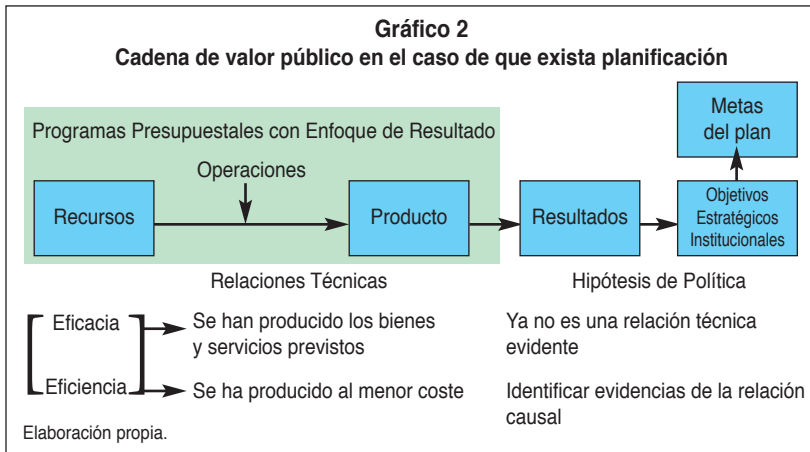 Gráfico 2
Cadena de valor público en el caso de que exista planificación
Metas
del plan
Programas Presupuestales con Enfoque de Resultado
Operaciones
Recursos
Producto
Resultados
Objetivos
Estratégicos
Institucionales
Relaciones Técnicas
Hipótesis de Política
Eficacia
Se han producido los bienes
y servicios previstos
Ya no es una relación técnica
evidente
Eficiencia
Se ha producido al menor coste
Identificar evidencias de la relación
causal
Elaboración propia.